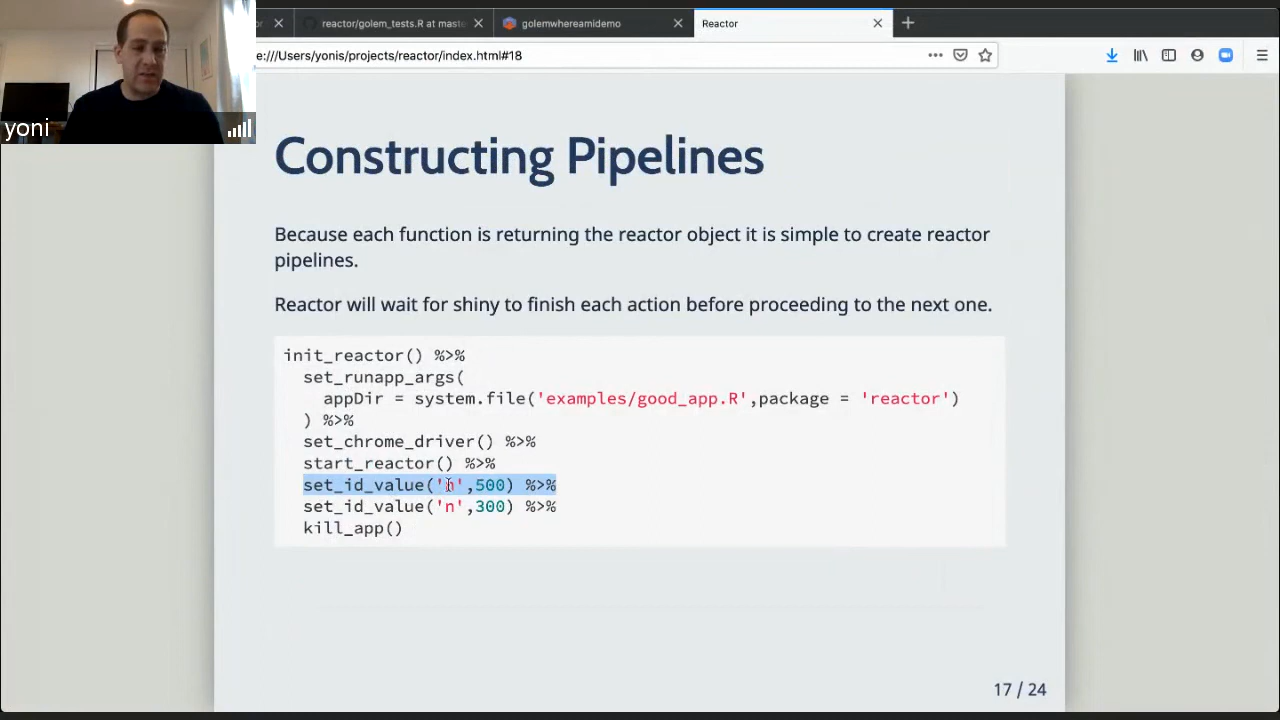 reactor/golem_tests.R at maste
golemwhereamidemo
Reactor
e:///Users/yonis/projects/reactor/index.html#18
yoni
Constructing Pipelines
Because each function is returning the reactor object it is simple to create reactor
pipelines.
Reactor will wait for shiny to finish each action before proceeding to the next one.
init_reactor() %>%
set_runapp_args(
appDir = system.file('examples/good_app.R',package = 'reactor')
) %>%
set_chrome_driver() %>%
start_reactor() %>%
set_id_value('n',500) %>%
set_id_value('n',300) %>%
kill_app()
17 / 24